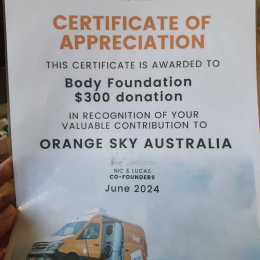 CERTIFICATE OF
APPRECIATION
THIS CERTIFICATE IS AWARDED TO
Body Foundation
$300 donation
IN RECOGNITION OF YOUR
VALUABLE CONTRIBUTION TO
ORANGE SKY AUSTRALIA
NIC & LUCAS
CO-FOUNDERS
June 2024